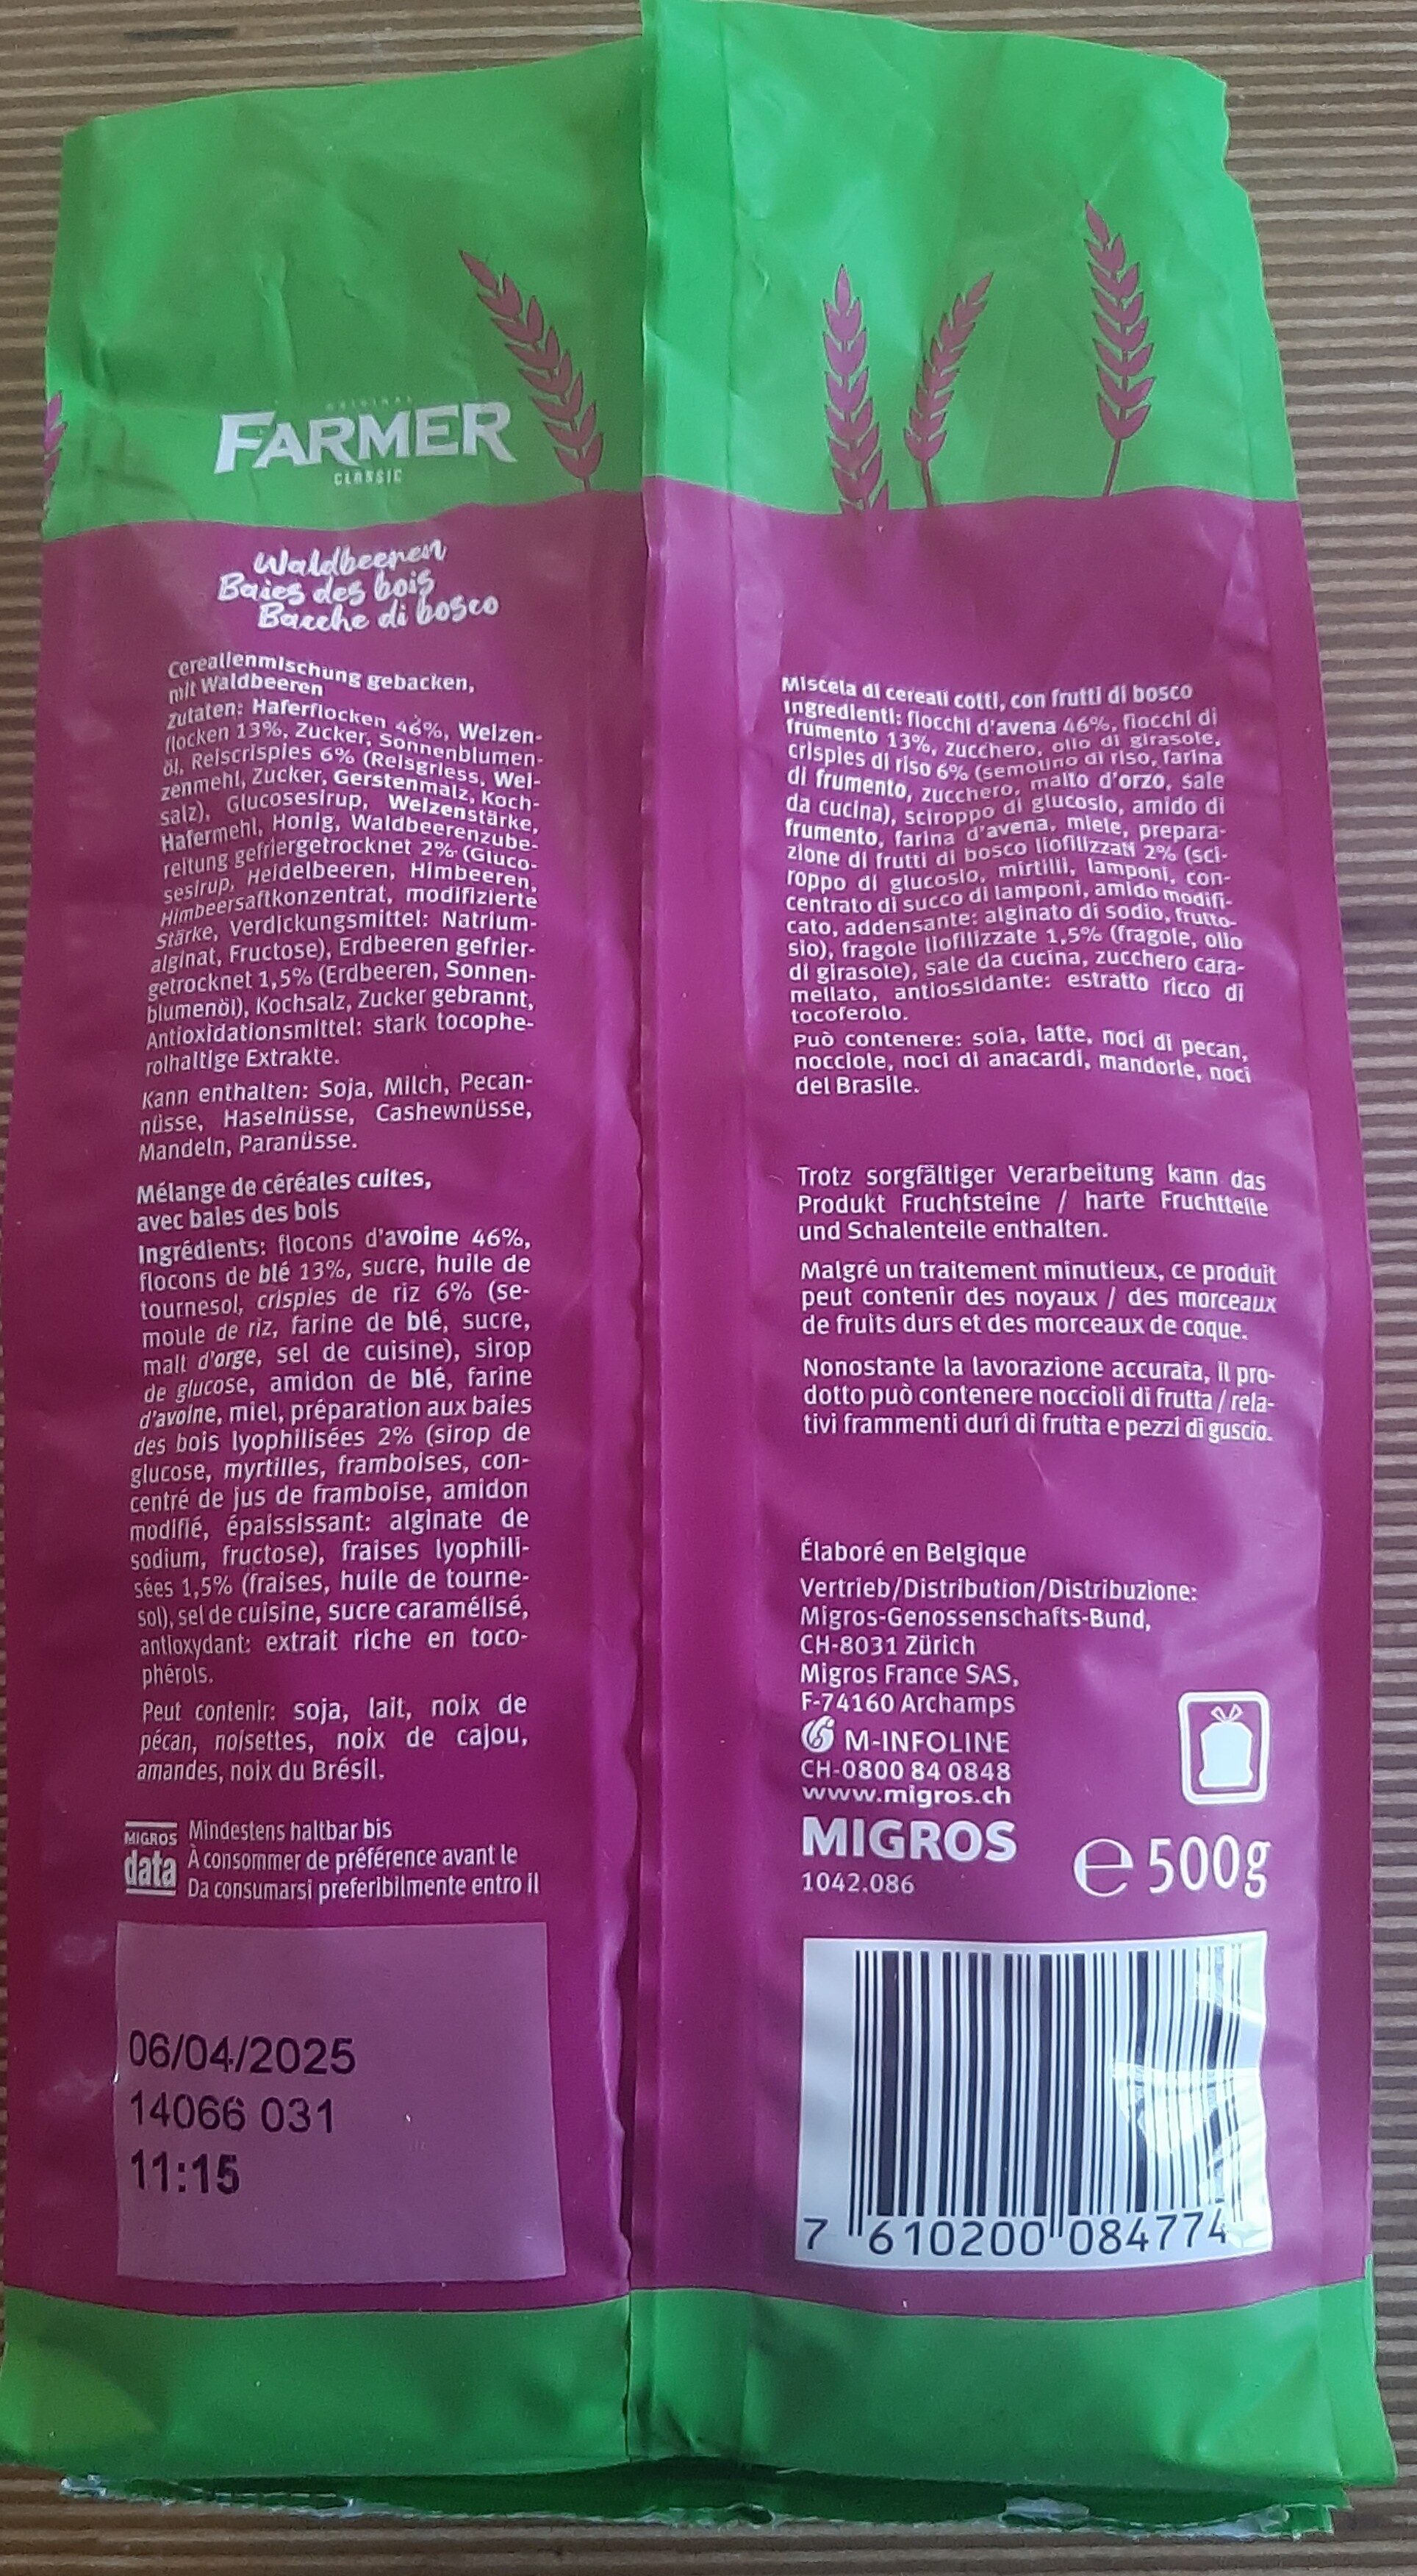 ORIGINAL
FARMER
CLASSIC
Waldbeeren
Baies des bois
Bacche di bosco
Cerealienmischung gebacken,
mit Waldbeeren
Zutaten: Haferflocken 46%, Weizen-
flocken 13%, Zucker, Sonnenblumen-
öl, Reiscrispies 6% (Reisgriess, Wei-
zenmehl, Zucker, Gerstenmalz, Koch-
salz), Glucosesirup, Weizenstärke,
Hafermehl, Honig, Waldbeerenzube-
reitung gefriergetrocknet 2% (Gluco-
sesirup, Heidelbeeren, Himbeeren,
Himbeersaftkonzentrat, modifizierte
Stärke, Verdickungsmittel: Natrium-
alginat, Fructose), Erdbeeren gefrier-
getrocknet 1,5% (Erdbeeren, Sonnen-
blumenöl), Kochsalz, Zucker gebrannt,
Antioxidationsmittel: stark tocophe-
rolhaltige Extrakte.
Kann enthalten: Soja, Milch, Pecan-
nüsse, Haselnüsse, Cashewnüsse,
Mandeln, Paranüsse.
Mélange de céréales cuites,
avec baies des bois
Ingrédients: flocons d'avoine 46%,
flocons de blé 13%, sucre, huile de
tournesol, crispies de riz 6% (se-
moule de riz, farine de blé, sucre,
malt d'orge, sel de cuisine), sirop
de glucose, amidon de blé, farine
d'avoine, miel, préparation aux baies
des bois lyophilisées 2% (sirop de
glucose, myrtilles, framboises, con-
centré de jus de framboise, amidon
modifié, épaississant: alginate de
sodium, fructose), fraises lyophili-
sées 1,5% (fraises, huile de tourne-
sol), sel de cuisine, sucre caramélisé,
antioxydant: extrait riche en toco-
phérols.
Peut contenir: soja, lait, noix de
pécan, noisettes, noix de cajou,
amandes, noix du Brésil.
MIGROS
data
Mindestens haltbar bis
À consommer de préférence avant le
Da consumarsi preferibilmente entro il
06/04/2025
14066 031
11:15
Miscela di cereali cotti, con frutti di bosco
Ingredienti: fiocchi d'avena 46%, fiocchi di
frumento 13%, zucchero, olio di girasole,
crispies di riso 6% (semolino di riso, farina
di frumento, zucchero, malto d'orzo, sale
da cucina), sciroppo di glucosio, amido di
frumento, farina d'avena, miele, prepara-
zione di frutti di bosco liofilizzati 2% (sci-
roppo di glucosio, mirtilli, lamponi, con-
centrato di succo di lamponi, amido modifi-
cato, addensante: alginato di sodio, frutto-
sio), fragole liofilizzate 1,5% (fragole, olio
di girasole), sale da cucina, zucchero cara-
mellato, antiossidante: estratto ricco di
tocoferolo.
Può contenere: soia, latte, noci di pecan,
nocciole, noci di anacardi, mandorle, noci
del Brasile.
Trotz sorgfältiger Verarbeitung kann das
Produkt Fruchtsteine / harte Fruchtteile
und Schalenteile enthalten.
Malgré un traitement minutieux, ce produit
peut contenir des noyaux / des morceaux
de fruits durs et des morceaux de coque.
Nonostante la lavorazione accurata, il pro-
dotto può contenere noccioli di frutta / rela-
tivi frammenti duri di frutta e pezzi di guscio.
Élaboré en Belgique
Vertrieb/Distribution/Distribuzione:
Migros-Genossenschafts-Bund,
CH-8031 Zürich
Migros France SAS,
F-74160 Archamps
M-INFOLINE
CH-0800 84 0848
www.migros.ch
MIGROS
1042.086
e 500g
7 610200 084774